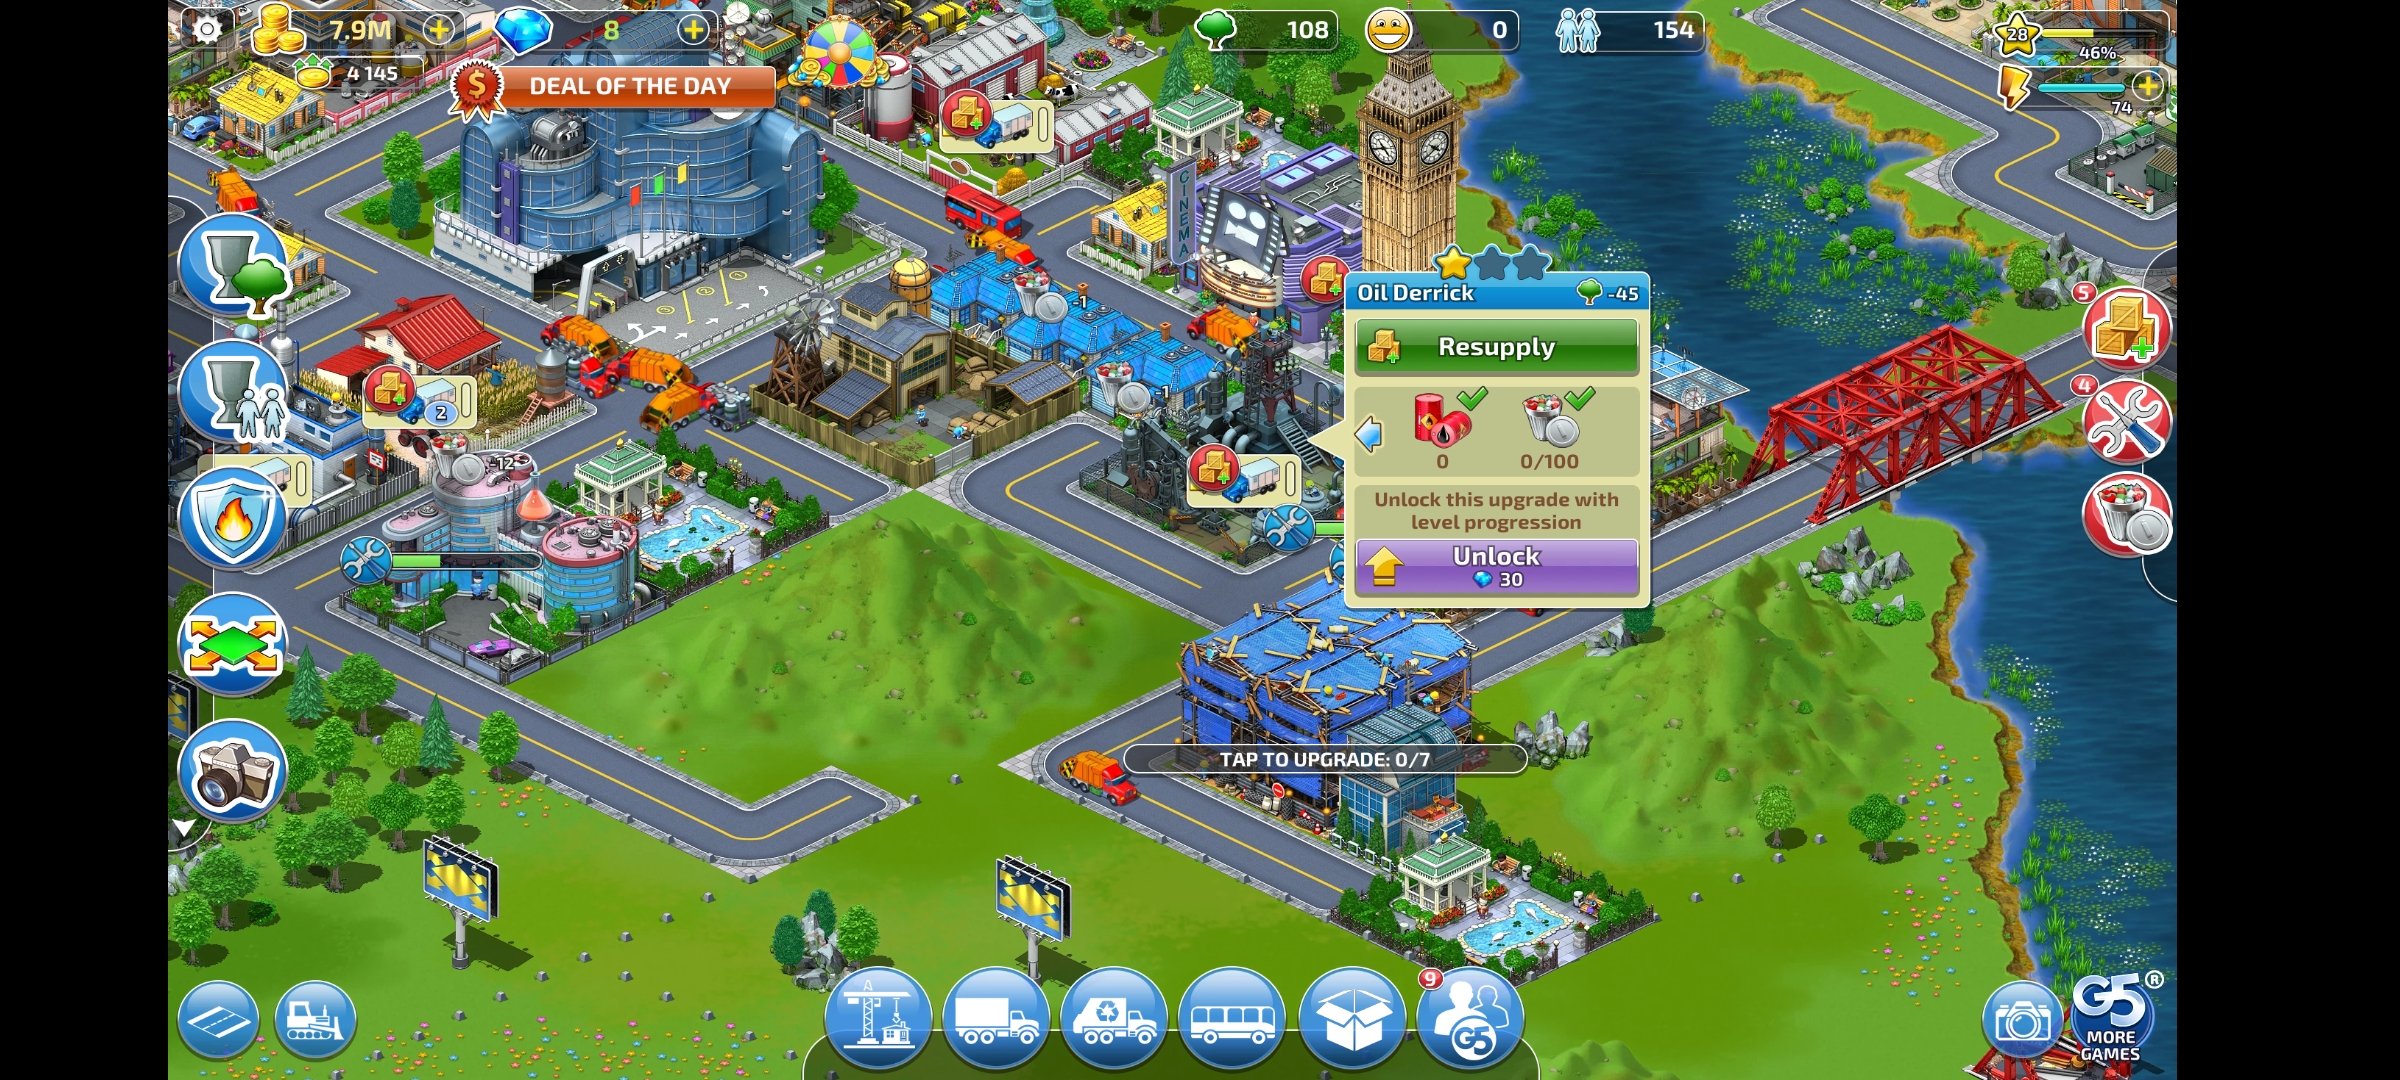 7.9M
8
108
0
154
28
46%
4 145
DEAL OF THE DAY
74
CINEMA
-1
-1
2
-12
Oil Derrick
-45
Resupply
0
0/100
Unlock this upgrade with
level progression
Unlock
30
5
4
TAP TO UPGRADE: 0/7
9
G5
G5®
MORE
GAMES